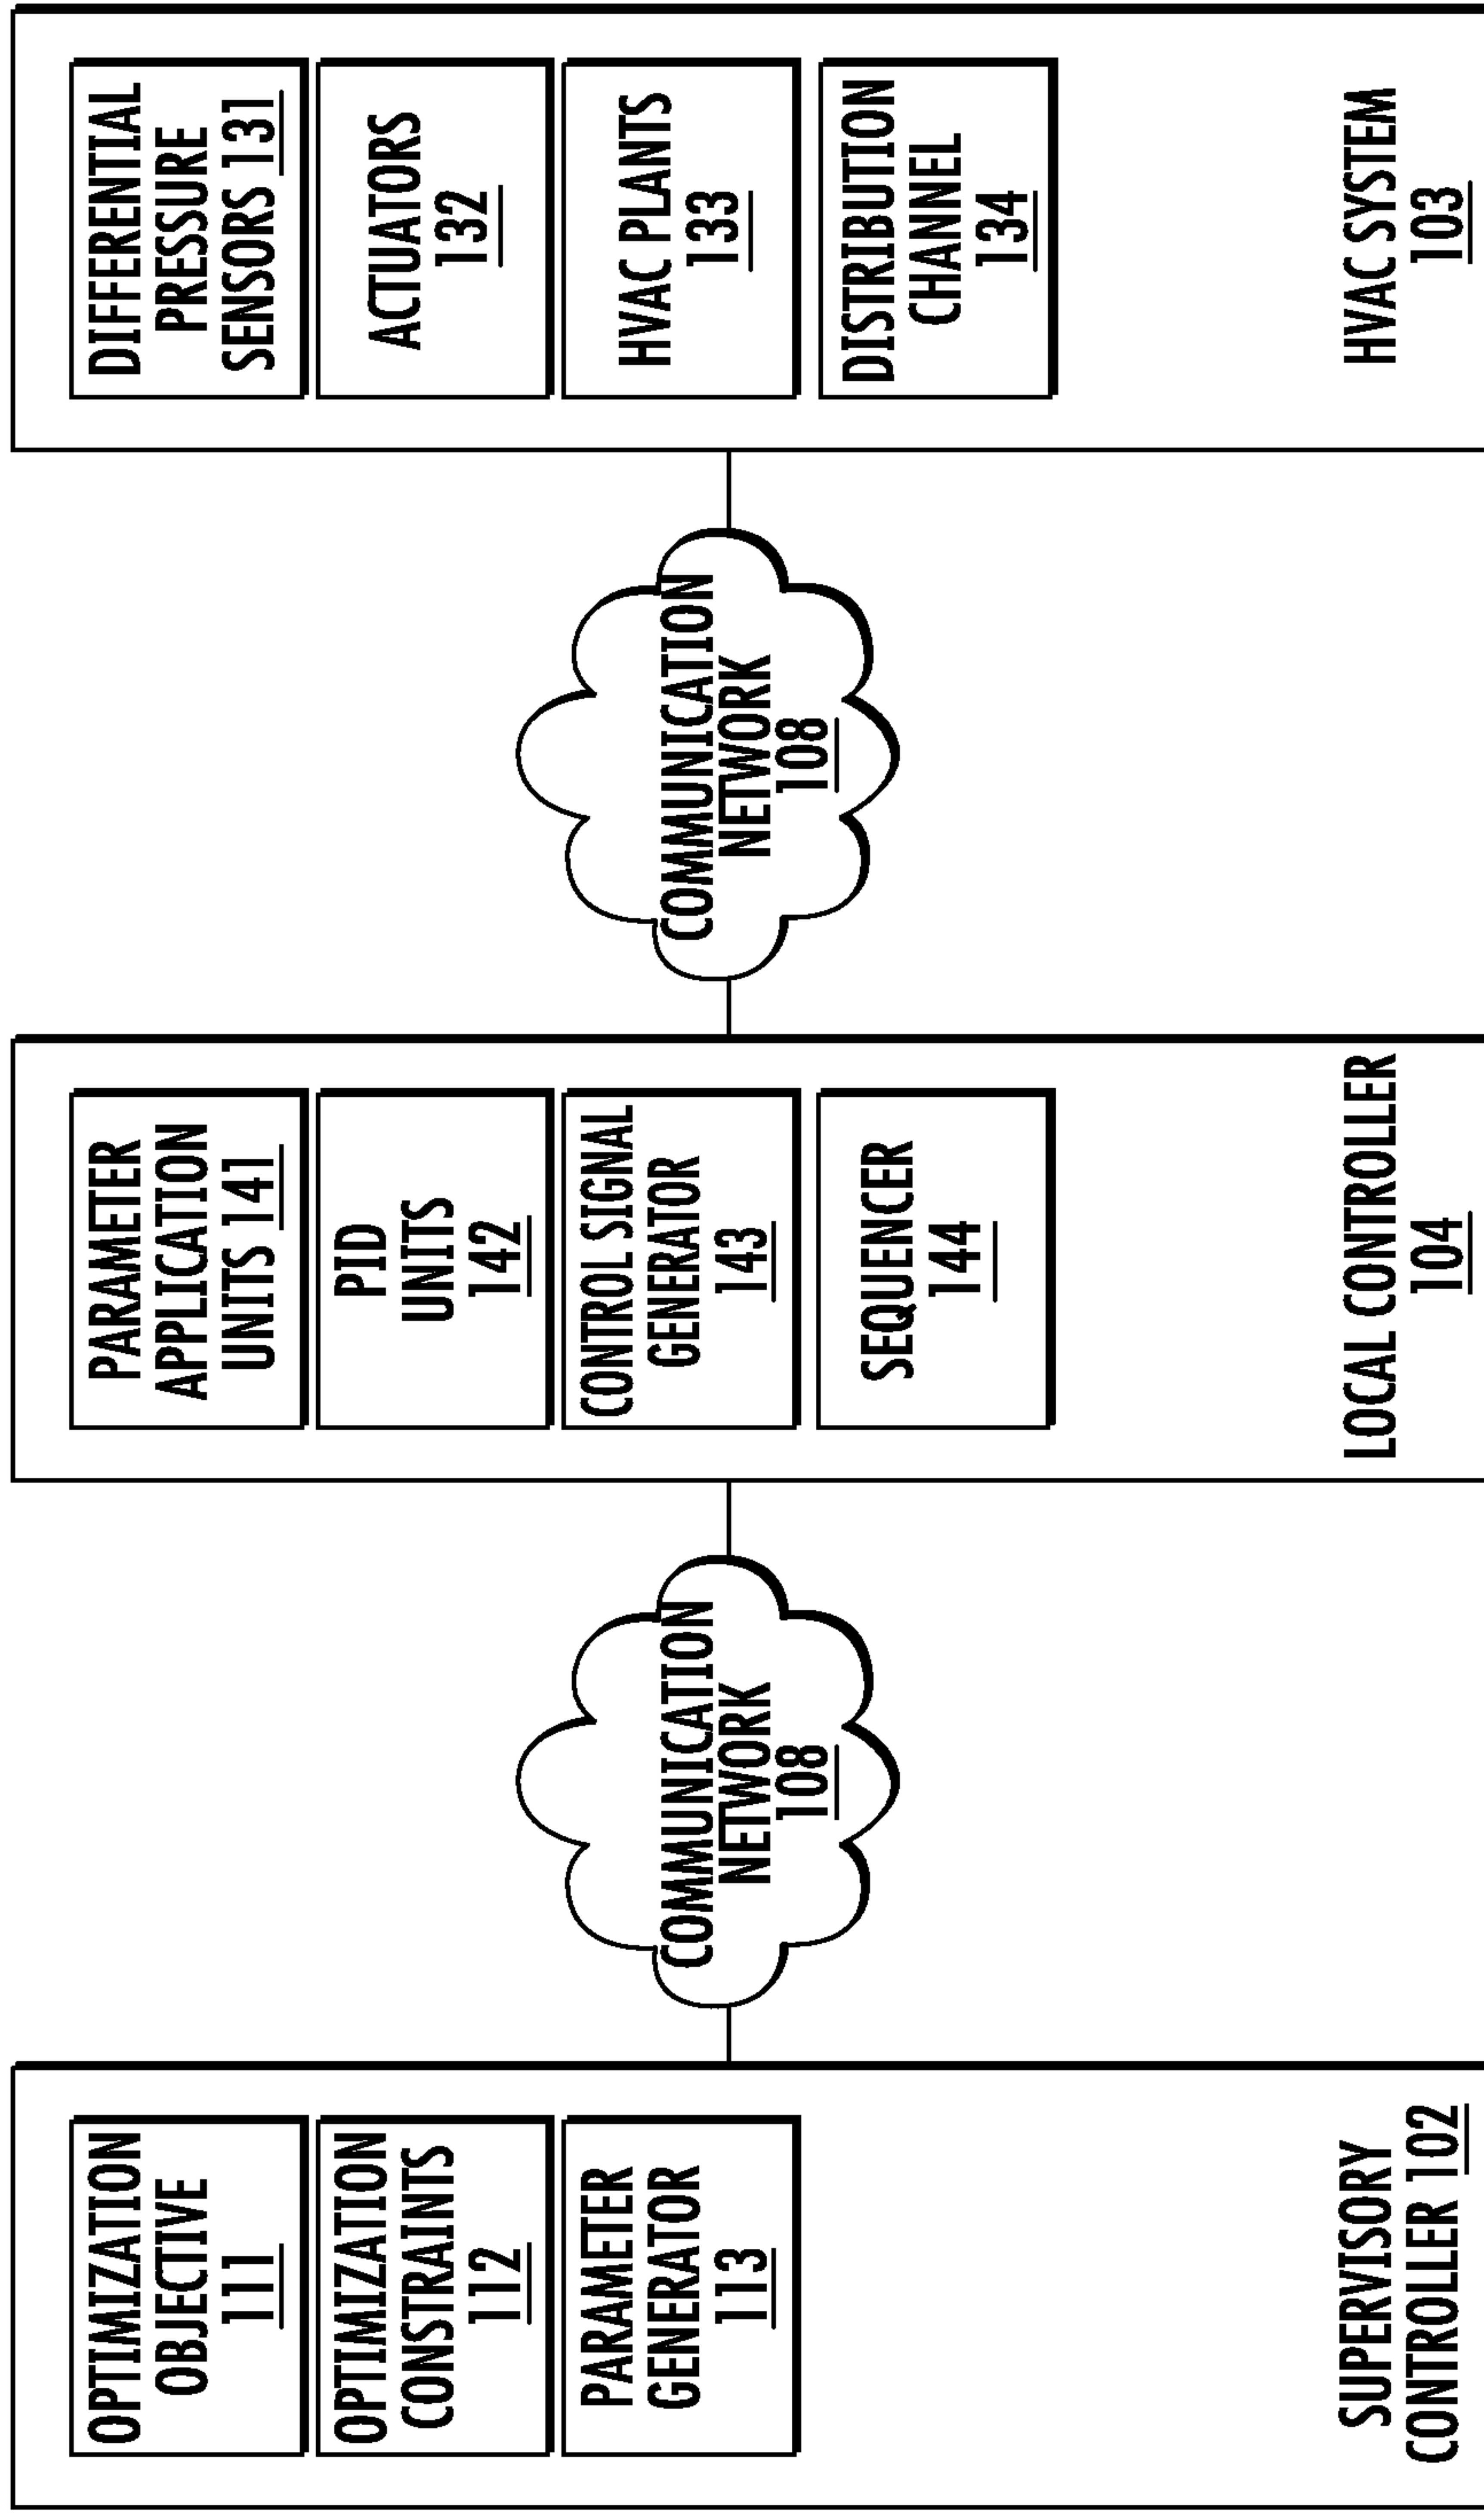 OPTIMIZATION
OBJECTIVE
111
OPTIMIZATION
CONSTRAINTS
112
PARAMETER
GENERATOR
113
SUPERVISORY
CONTROLLER 102
COMMUNICATION
NETWORK
108
PARAMETER
APPLICATION
UNITS 141
PID
UNITS
142
CONTROL SIGNAL
GENERATOR
143
SEQUENCER
144
LOCAL CONTROLLER
104
COMMUNICATION
NETWORK
108
DIFFERENTIAL
PRESSURE
SENSORS 131
ACTUATORS
132
HVAC PLANTS
133
DISTRIBUTION
CHANNEL
134
HVAC SYSTEM
103